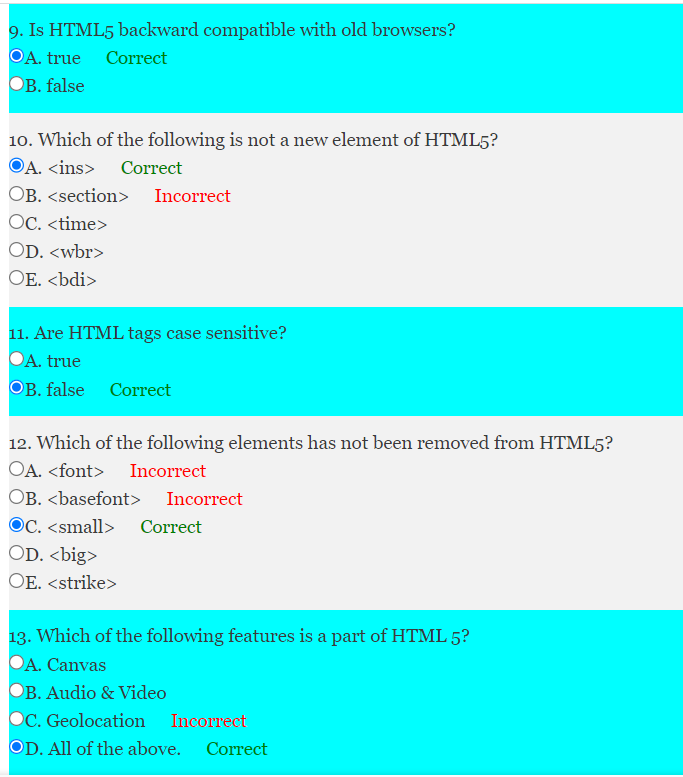 9. Is HTML5 backward compatible with old browsers?
A. true Correct
B. false
10. Which of the following is not a new element of HTML5?
A. <ins> Correct
B. <section> Incorrect
C. <time>
D. <wbr>
E. <bdi>
11. Are HTML tags case sensitive?
A. true
B. false Correct
12. Which of the following elements has not been removed from HTML5?
A. <font> Incorrect
B. <basefont> Incorrect
C. <small> Correct
D. <big>
E. <strike>
13. Which of the following features is a part of HTML 5?
A. Canvas
B. Audio & Video
C. Geolocation Incorrect
D. All of the above. Correct